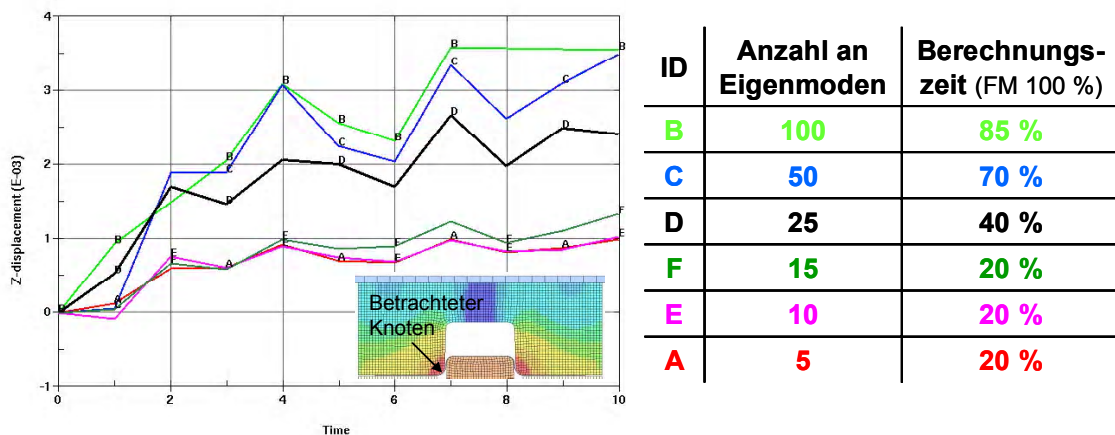 4
3
2
1
0
-1
Z-displacement (E-03)
0
2
4
6
8
10
Time
B
B
B
B
B
B
B
C
C
C
C
C
D
D
D
D
D
E
E
E
E
E
E
F
F
F
A
A
A
A
Betrachteter
Knoten
ID
Anzahl an Eigenmoden
Berechnungs-
zeit (FM 100 %)
B 100 85 %
C 50 70 %
D 25 40 %
F 15 20 %
E 10 20 %
A 5 20 %